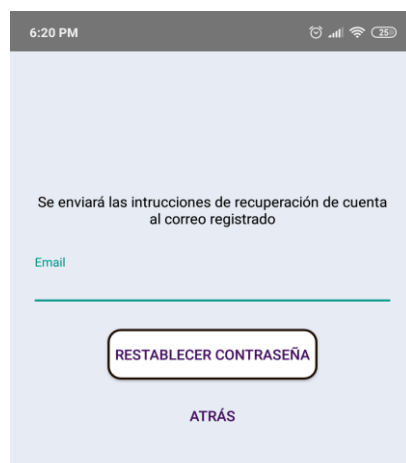 6:20 PM
25
Se enviará las intrucciones de recuperación de cuenta
al correo registrado
Email
RESTABLECER CONTRASEÑA
ATRÁS